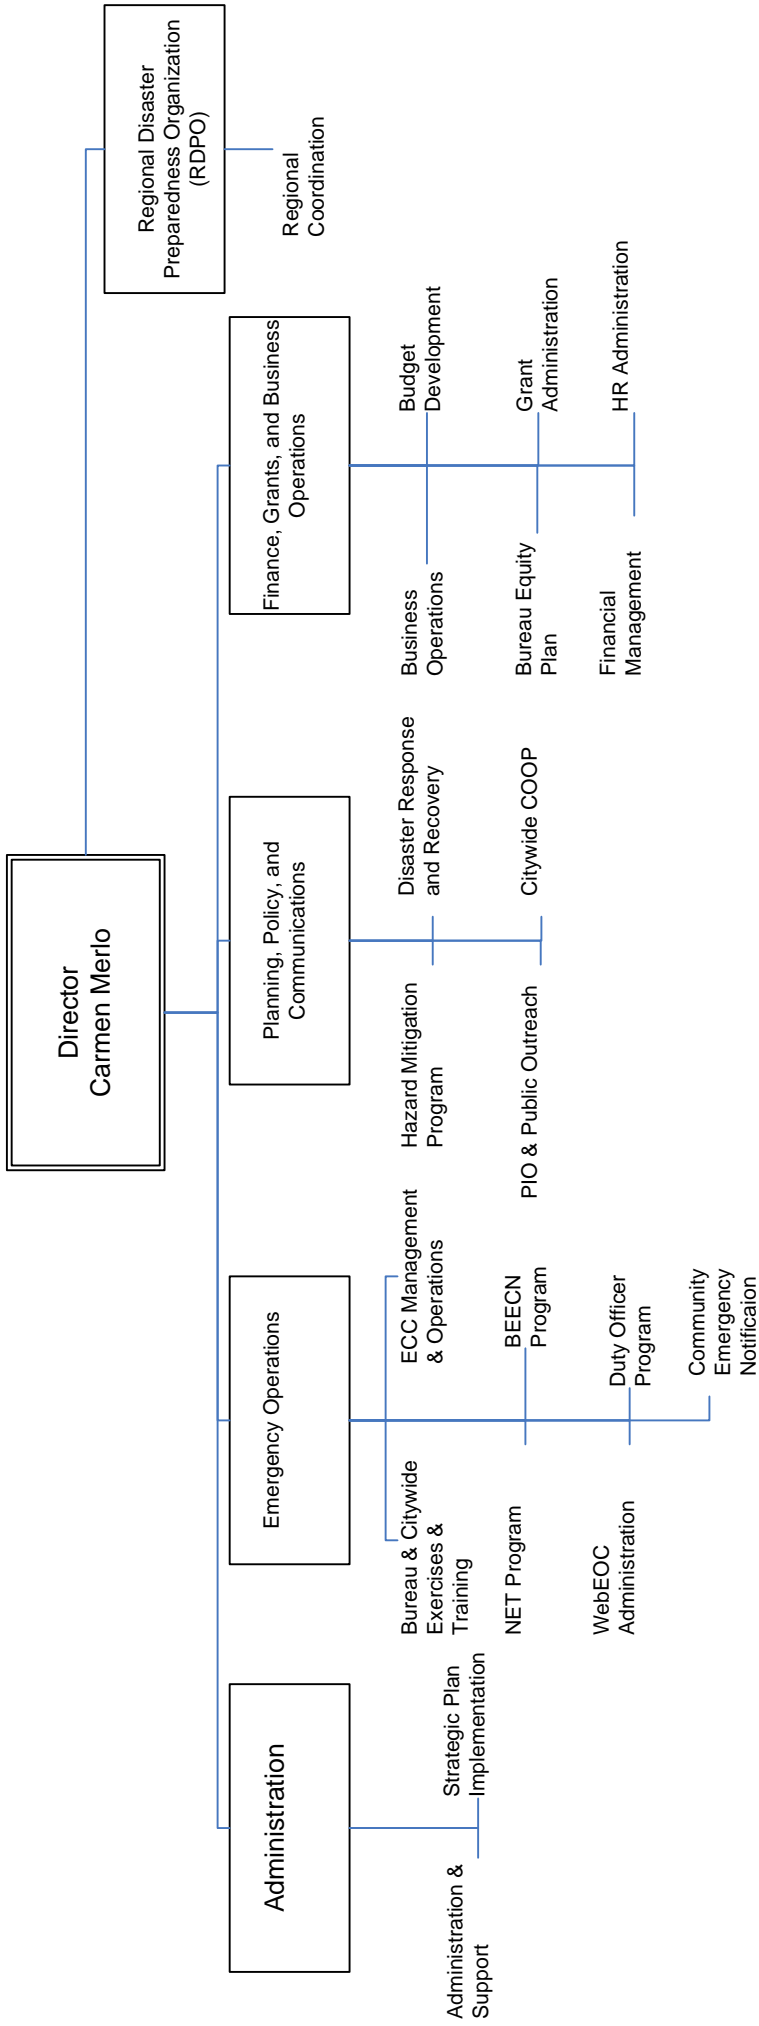 Director
Carmen Merlo
Regional Disaster
Preparedness Organization
(RDPO)
Regional
Coordination
Administration
Administration &
Support
Strategic Plan
Implementation
Emergency Operations
Bureau & Citywide
Exercises &
Training
ECC Management
& Operations
NET Program
BEECN
Program
WebEOC
Administration
Duty Officer
Program
Community
Emergency
Notificaion
Planning, Policy, and
Communications
Hazard Mitigation
Program
Disaster Response
and Recovery
PIO & Public Outreach
Citywide COOP
Finance, Grants, and Business
Operations
Business
Operations
Budget
Development
Bureau Equity
Plan
Grant
Administration
Financial
Management
HR Administration